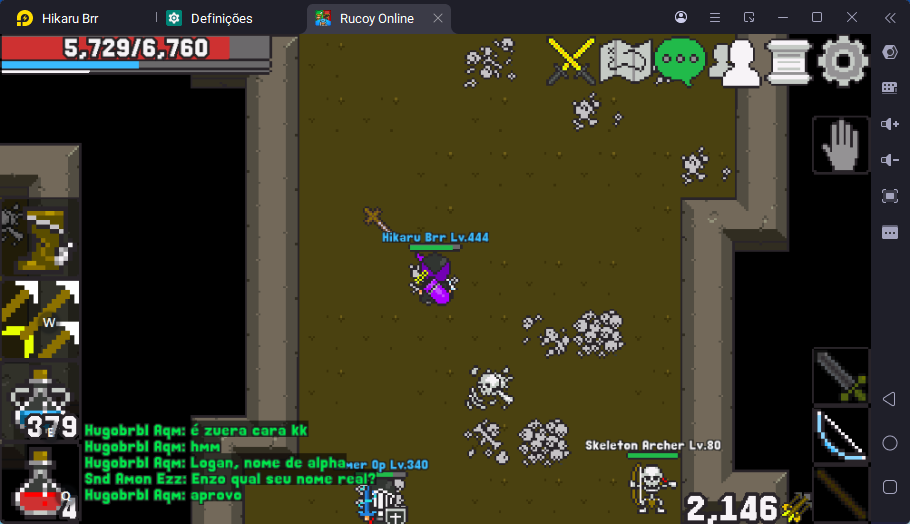 Hikaru Brr
Definições
Rucoy Online
5,729/6,760
Hikaru Brr Lv.444
W
379
E
Hugobrbl Aqm: é zuera cara kk
Hugobrbl Aqm: hmm
Hugobrbl Aqm: Logan, nome de alpha
mer Op Lv.340
Snd Amon Ezz: Enzo qual seu nome real?
Hugobrbl Aqm: aprovo
4
Skeleton Archer Lv.80
2,146